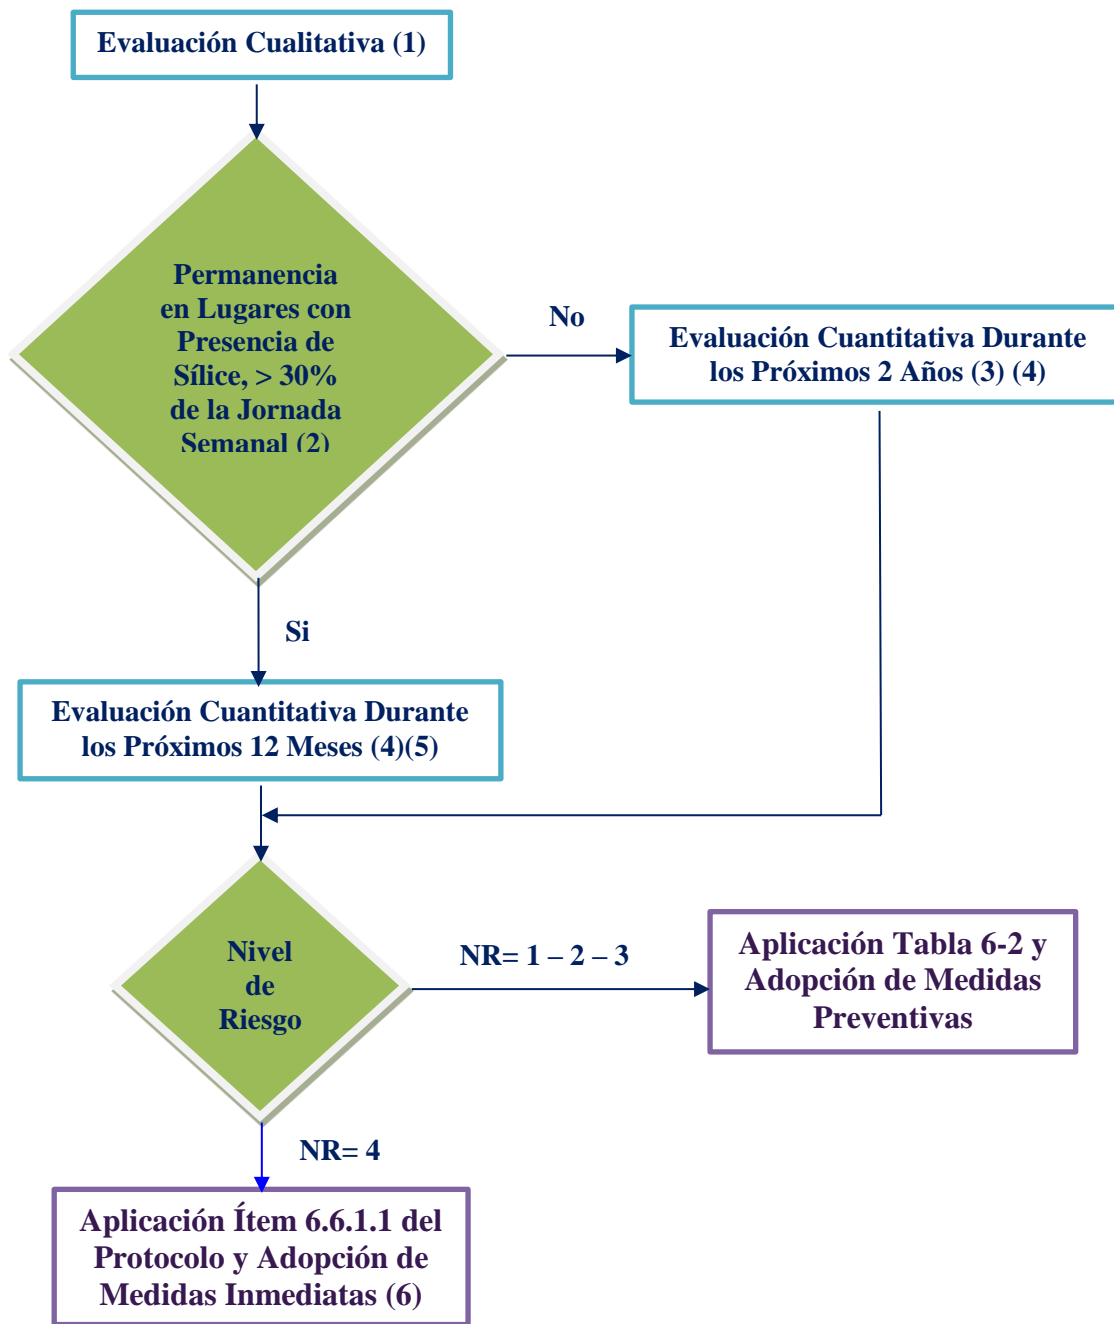 Evaluación Cualitativa (1)
Permanencia
en Lugares con
Presencia de
Sílice, > 30%
de la Jornada
Semanal (2)
No
Evaluación Cuantitativa Durante
los Próximos 2 Años (3) (4)
Si
Evaluación Cuantitativa Durante
los Próximos 12 Meses (4)(5)
Nivel
de
Riesgo
NR= 1 – 2 – 3
Aplicación Tabla 6-2 y
Adopción de Medidas
Preventivas
NR= 4
Aplicación Ítem 6.6.1.1 del
Protocolo y Adopción de
Medidas Inmediatas (6)